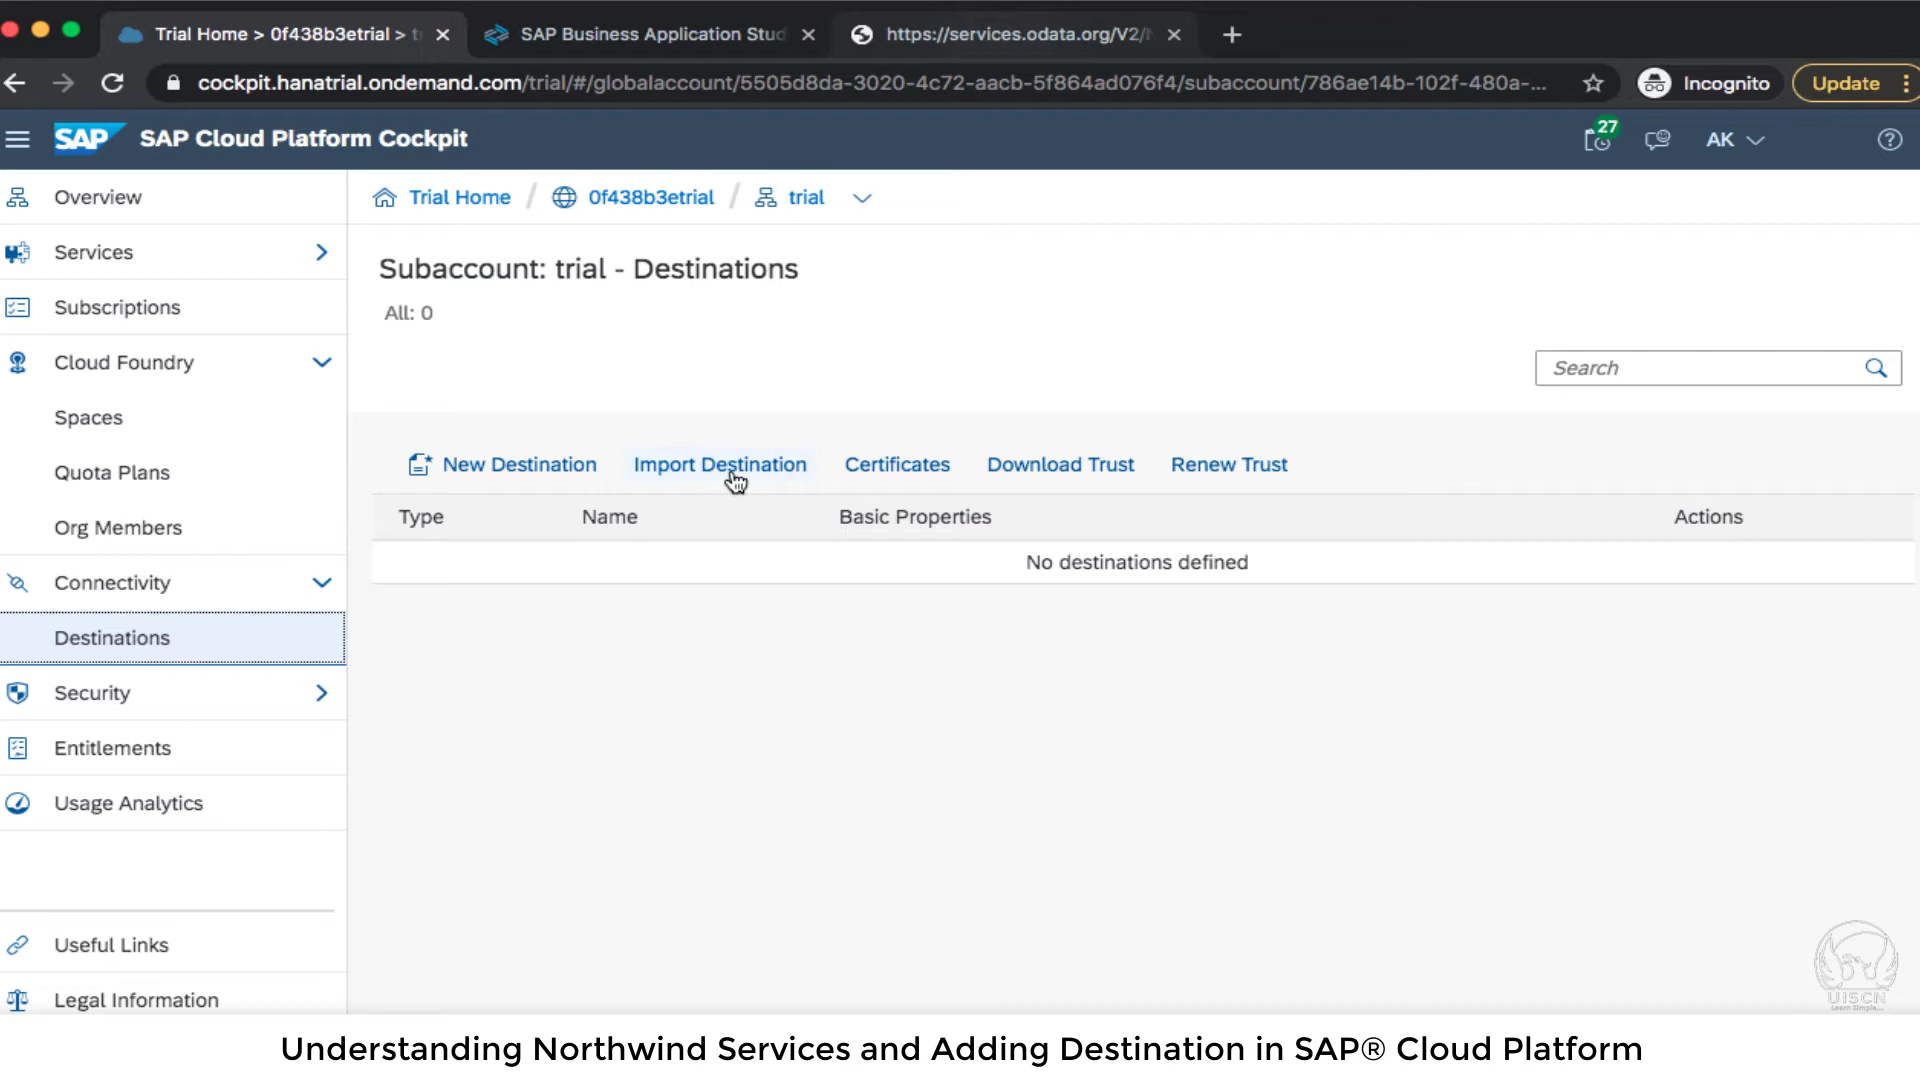 Trial Home > 0f438b3etrial > t
SAP Business Application Stud
https://services.odata.org/V2/
cockpit.hanatrial.ondemand.com/trial/#/globalaccount/5505d8da-3020-4c72-aacb-5f864ad076f4/subaccount/786ae14b-102f-480a-...
Incognito
Update
SAP
SAP Cloud Platform Cockpit
27
AK
Overview
Services
Subscriptions
Cloud Foundry
Spaces
Quota Plans
Org Members
Connectivity
Destinations
Security
Entitlements
Usage Analytics
Useful Links
Legal Information
Trial Home / 0f438b3etrial / trial
Subaccount: trial - Destinations
All: 0
Search
New Destination Import Destination Certificates Download Trust Renew Trust
Type Name Basic Properties Actions
No destinations defined
UISCN
Learn Simple...
Understanding Northwind Services and Adding Destination in SAP® Cloud Platform